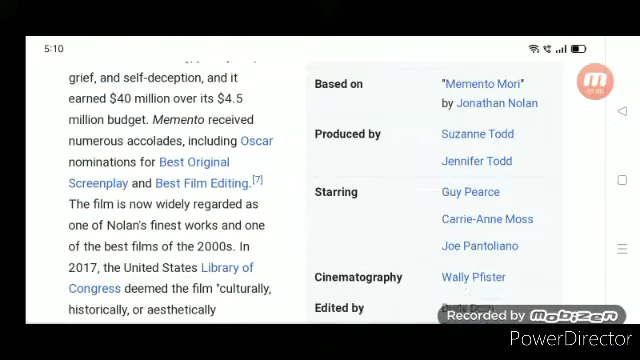 5:10
grief, and self-deception, and it
earned $40 million over its $4.5
million budget. Memento received
numerous accolades, including Oscar
nominations for Best Original
Screenplay and Best Film Editing.[7]
The film is now widely regarded as
one of Nolan's finest works and one
of the best films of the 2000s. In
2017, the United States Library of
Congress deemed the film "culturally,
historically, or aesthetically
Based on "Memento Mori"
by Jonathan Nolan
Produced by Suzanne Todd
Jennifer Todd
Starring Guy Pearce
Carrie-Anne Moss
Joe Pantoliano
Cinematography Wally Pfister
Edited by
Recorded by Mobizen
PowerDirector